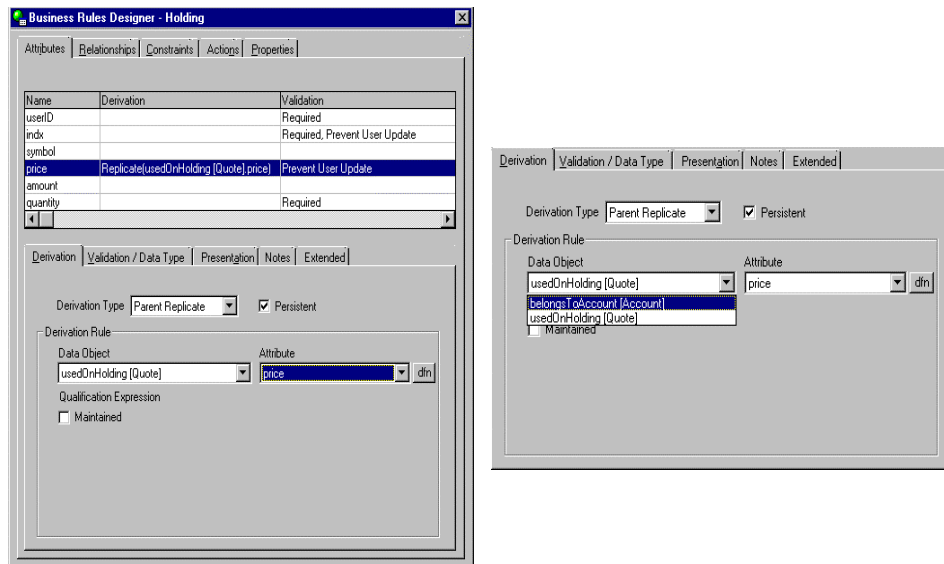 Business Rules Designer - Holding
Attributes Relationships Constraints Actions Properties
Name Derivation Validation
userID Required
indx Required, Prevent User Update
symbol
price Replicate(usedOnHolding [Quote].price) Prevent User Update
amount
quantity Required
Derivation Validation / Data Type Presentation Notes Extended
Derivation Type Parent Replicate Persistent
Derivation Rule
Data Object Attribute
usedOnHolding [Quote] price dfn
Qualification Expression
Maintained
Derivation Validation / Data Type Presentation Notes Extended
Derivation Type Parent Replicate Persistent
Derivation Rule
Data Object Attribute
usedOnHolding [Quote] price dfn
belongsToAccount [Account]
usedOnHolding [Quote]
Maintained